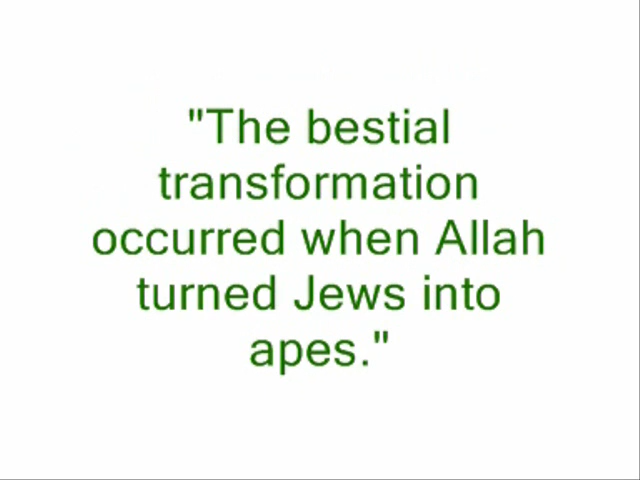 "The bestial
transformation
occurred when Allah
turned Jews into
apes."